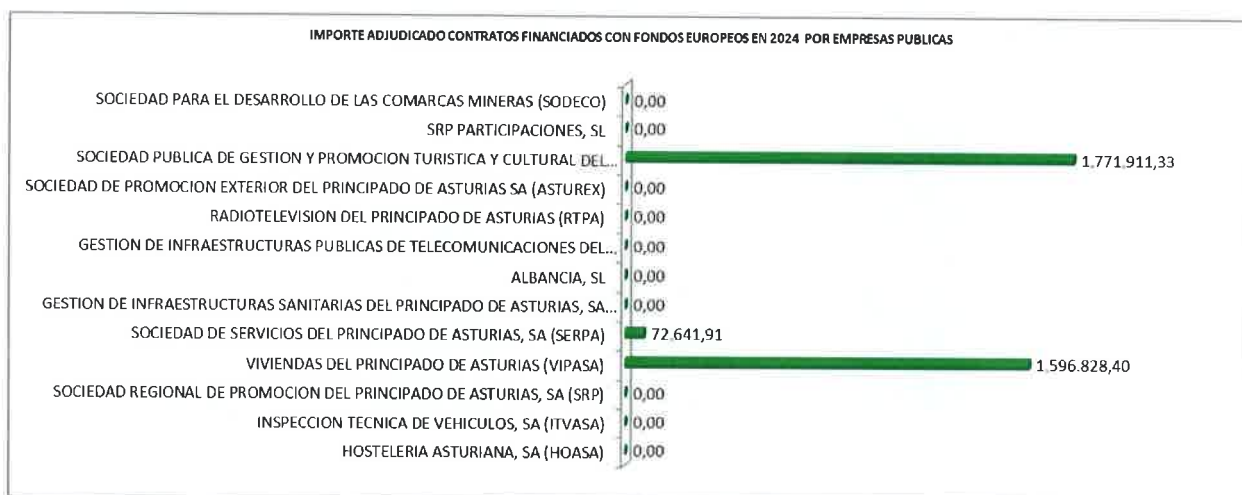 IMPORTE ADJUDICADO CONTRATOS FINANCIADOS CON FONDOS EUROPEOS EN 2024 POR EMPRESAS PUBLICAS
SOCIEDAD PARA EL DESARROLLO DE LAS COMARCAS MINERAS (SODECO) 0,00
SRP PARTICIPACIONES, SL 0,00
SOCIEDAD PUBLICA DE GESTION Y PROMOCION TURISTICA Y CULTURAL DEL... 1.771.911,33
SOCIEDAD DE PROMOCION EXTERIOR DEL PRINCIPADO DE ASTURIAS SA (ASTUREX) 0,00
RADIOTELEVISION DEL PRINCIPADO DE ASTURIAS (RTPA) 0,00
GESTION DE INFRAESTRUCTURAS PUBLICAS DE TELECOMUNICACIONES DEL... 0,00
ALBANCIA, SL 0,00
GESTION DE INFRAESTRUCTURAS SANITARIAS DEL PRINCIPADO DE ASTURIAS, SA... 0,00
SOCIEDAD DE SERVICIOS DEL PRINCIPADO DE ASTURIAS, SA (SERPA) 72.641,91
VIVIENDAS DEL PRINCIPADO DE ASTURIAS (VIPASA) 1.596.828,40
SOCIEDAD REGIONAL DE PROMOCION DEL PRINCIPADO DE ASTURIAS, SA (SRP) 0,00
INSPECCION TECNICA DE VEHICULOS, SA (ITVASA) 0,00
HOSTELERIA ASTURIANA, SA (HOASA) 0,00